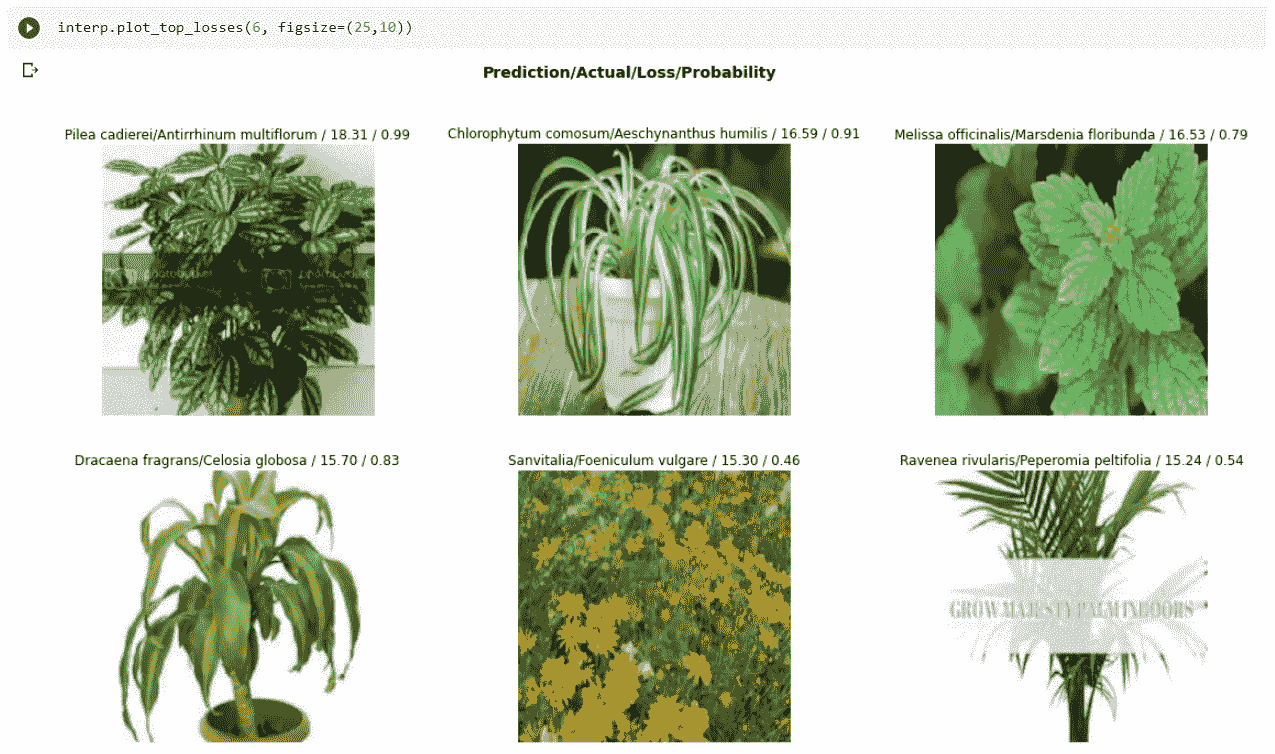 interp.plot_top_losses(6, figsize=(25,10))
Prediction/Actual/Loss/Probability
Pilea cadierei/Antirrhinum multiflorum / 18.31 / 0.99
Chlorophytum comosum/Aeschynanthus humilis / 16.59 / 0.91
Melissa officinalis/Marsdenia floribunda / 16.53 / 0.79
Dracaena fragrans/Celosia globosa / 15.70 / 0.83
Sanvitalia/Foeniculum vulgare / 15.30 / 0.46
Ravenea rivularis/Peperomia peltifolia / 15.24 / 0.54
GROW MAJESTY PALM INDOORS